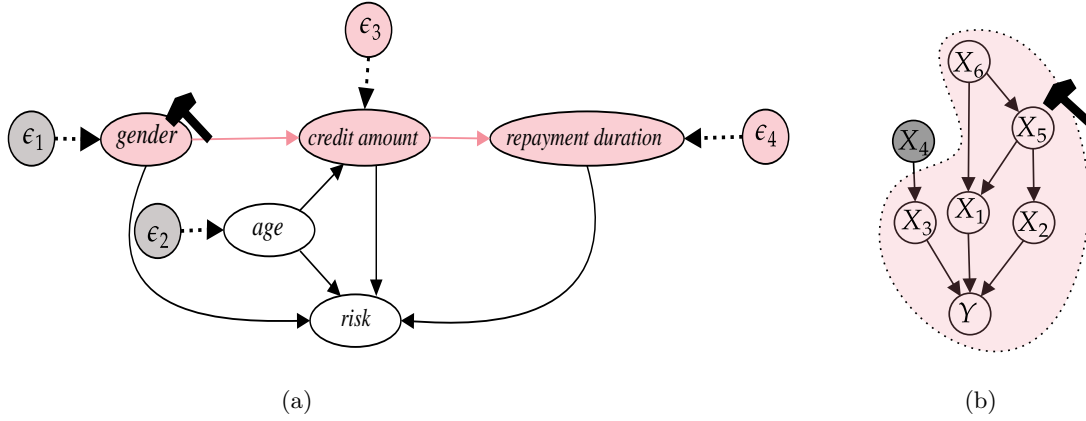 ϵ3
ϵ1
gender
credit amount
repayment duration
ϵ4
ϵ2
age
risk
(a)
X6
X5
X4
X3
X1
X2
Y
(b)